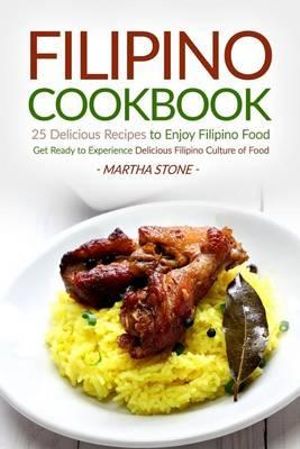 FILIPINO
COOKBOOK
25 Delicious Recipes to Enjoy Filipino Food
Get Ready to Experience Delicious Filipino Culture of Food
- MARTHA STONE -